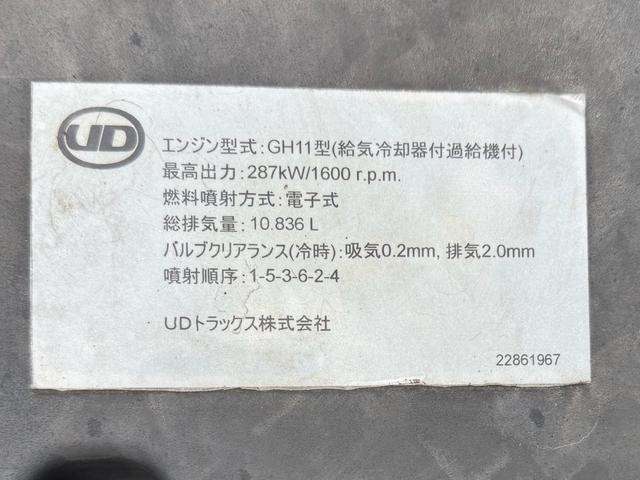 UD
エンジン型式:GH11型(給気冷却器付過給機付)
最高出力:287kW/1600 r.p.m.
燃料噴射方式:電子式
総排気量:10.836 L
バルブクリアランス(冷時):吸気0.2mm, 排気2.0mm
噴射順序:1-5-3-6-2-4
UDトラックス株式会社
22861967